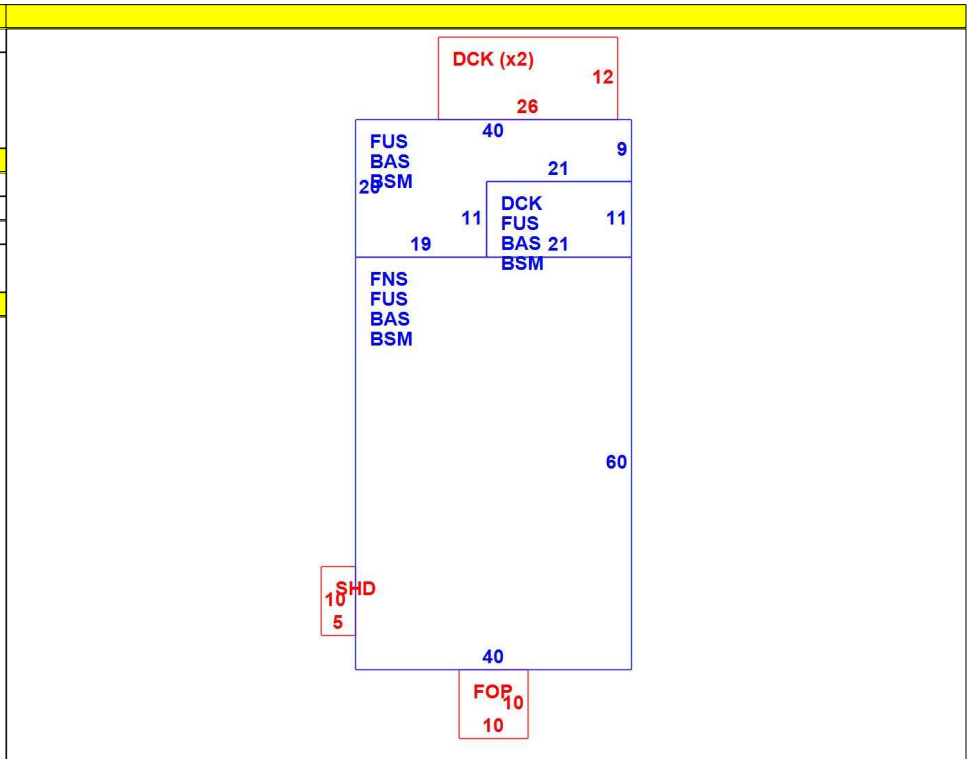 DCK (x2)
12
26
40
FUS
BAS
BSM
20
9
21
DCK
FUS
BAS
BSM
11
11
19
21
FNS
FUS
BAS
BSM
60
SHD
10
5
40
FOP
10
10